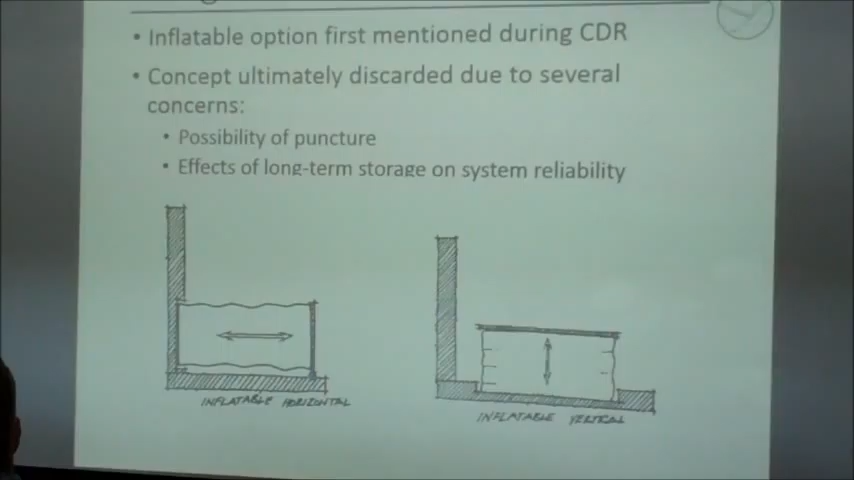 • Inflatable option first mentioned during CDR
• Concept ultimately discarded due to several
concerns:
• Possibility of puncture
• Effects of long-term storage on system reliability
INFLATABLE HORIZONTAL
INFLATABLE VERTICAL